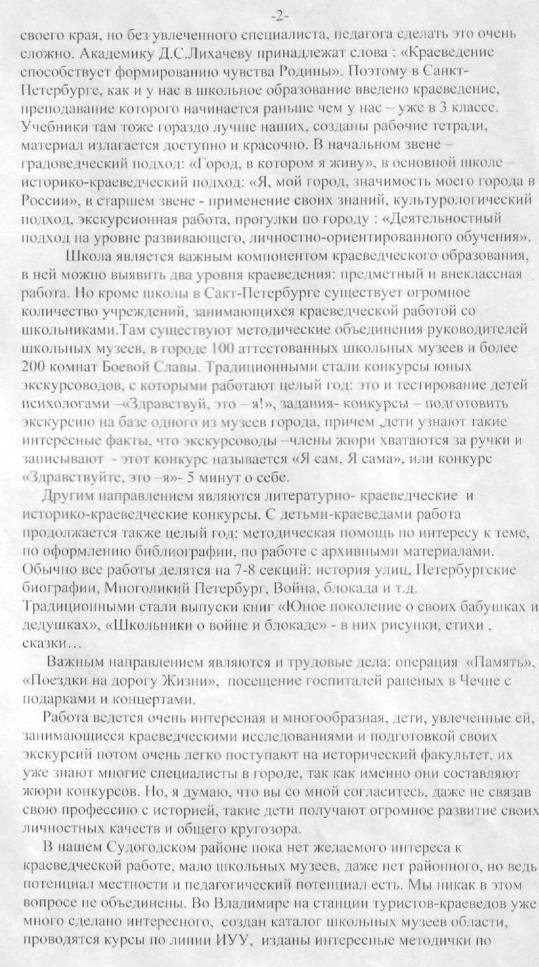 -2-
своего края, но без увлеченного специалиста, педагога сделать это очень
сложно. Академику Д.С.Лихачеву принадлежат слова : «Краеведение
способствует формированию чувства Родины». Поэтому в Санкт-
Петербурге, как и у нас в школьное образование введено краеведение,
преподавание которого начинается раньше чем у нас – уже в 3 классе.
Учебники там тоже гораздо лучше наших, созданы рабочие тетради,
материал излагается доступно и красочно. В начальном звене –
градоведческий подход: «Город, в котором я живу», в основной школе –
историко-краеведческий подход: «Я, мой город, значимость моего города в
России», в старшем звене - применение своих знаний, культурологический
подход, экскурсионная работа, прогулки по городу : «Деятельностный
подход на уровне развивающего, личностно-ориентированного обучения».
Школа является важным компонентом краеведческого образования,
в ней можно выявить два уровня краеведения: предметный и внеклассная
работа. Но кроме школы в Сакт-Петербурге существует огромное
количество учреждений, занимающихся краеведческой работой со
школьниками.Там существуют методические объединения руководителей
школьных музеев, в городе 100 аттестованных школьных музеев и более
200 комнат Боевой Славы. Традиционными стали конкурсы юных
экскурсоводов, с которыми работают целый год: это и тестирование детей
психологами –«Здравствуй, это – я!», задания- конкурсы – подготовить
экскурсию на базе одного из музеев города, причем ,дети узнают такие
интересные факты, что экскурсоводы –члены жюри хватаются за ручки и
записывают - этот конкурс называется «Я сам, Я сама», или конкурс
«Здравствуйте, это –я»- 5 минут о себе.
Другим направлением являются литературно- краеведческие и
историко-краеведческие конкурсы. С детьми-краеведами работа
продолжается также целый год: методическая помощь по интересу к теме,
по оформлению библиографии, по работе с архивными материалами.
Обычно все работы делятся на 7-8 секций: история улиц, Петербургские
биографии, Многоликий Петербург, Война, блокада и т.д.
Традиционными стали выпуски книг «Юное поколение о своих бабушках и
дедушках», «Школьники о войне и блокаде» - в них рисунки, стихи ,
сказки…
Важным направлением являются и трудовые дела: операция «Память»,
«Поездки на дорогу Жизни», посещение госпиталей раненых в Чечне с
подарками и концертами.
Работа ведется очень интересная и многообразная, дети, увлеченные ей,
занимающиеся краеведческими исследованиями и подготовкой своих
экскурсий потом очень легко поступают на исторический факультет, их
уже знают многие специалисты в городе, так как именно они составляют
жюри конкурсов. Но, я думаю, что вы со мной согласитесь, даже не связав
свою профессию с историей, такие дети получают огромное развитие своих
личностных качеств и общего кругозора.
В нашем Судогодском районе пока нет желаемого интереса к
краеведческой работе, мало школьных музеев, даже нет районного, но ведь
потенциал местности и педагогический потенциал есть. Мы никак в этом
вопросе не объединены. Во Владимире на станции туристов-краеведов уже
много сделано интересного, создан каталог школьных музеев области,
проводятся курсы по линии ИУУ, изданы интересные методички по